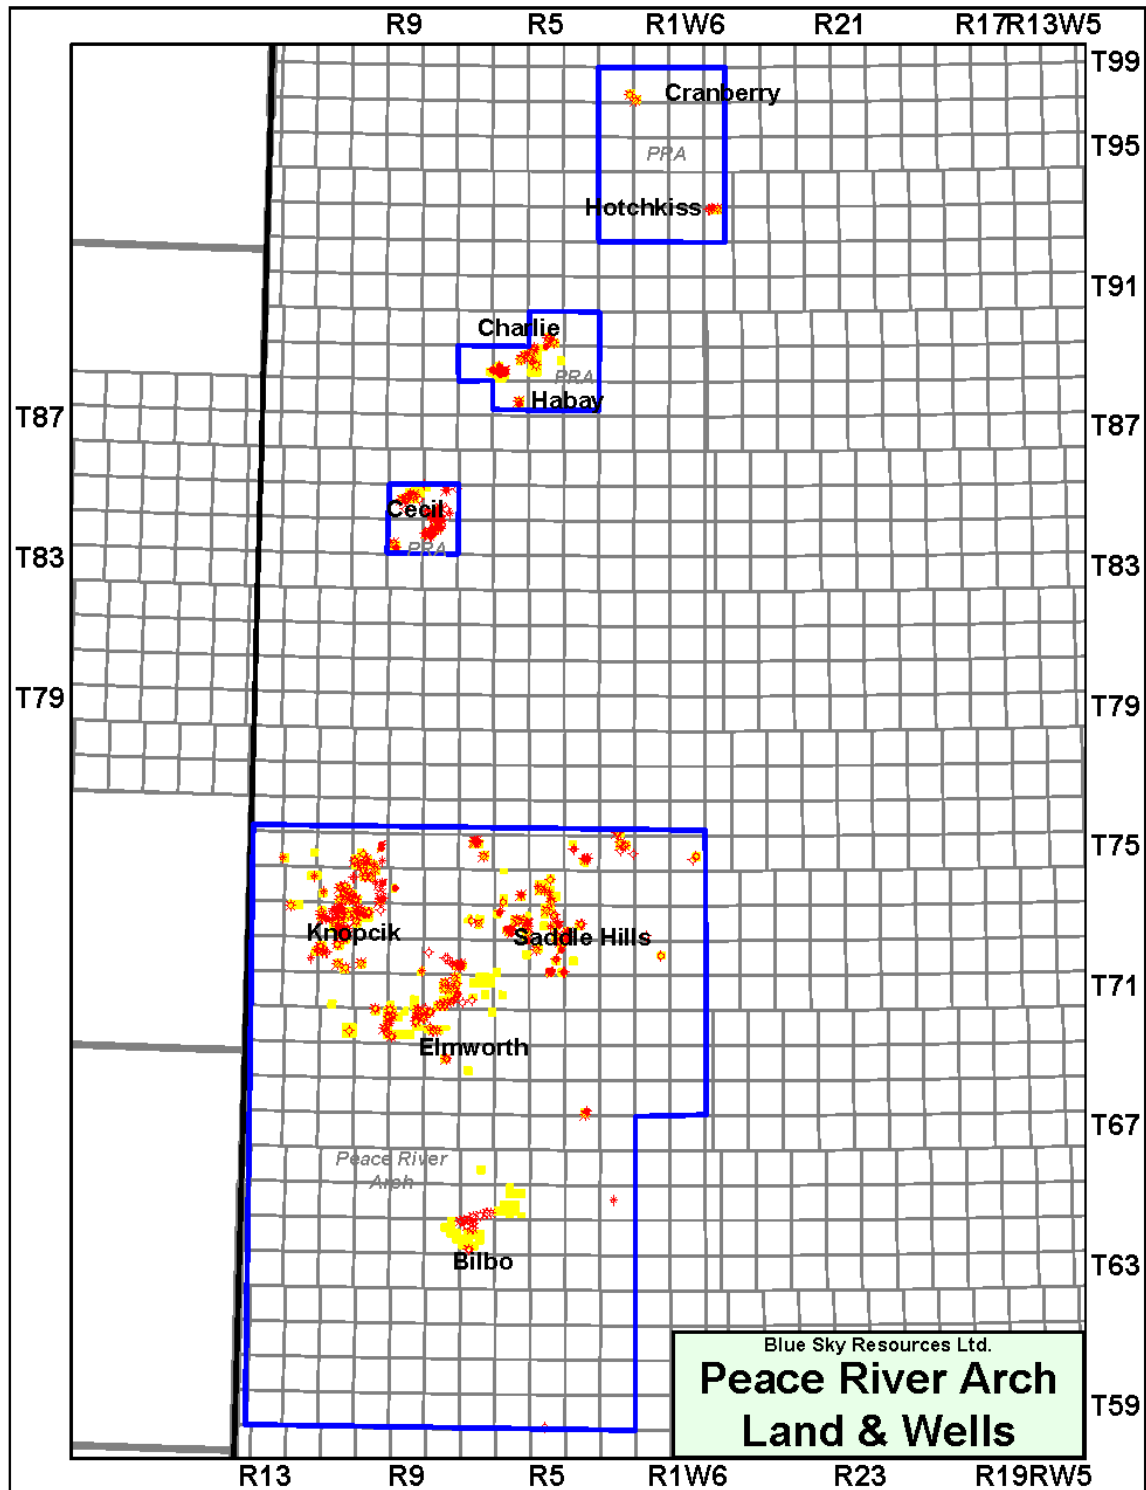 R9 R5 R1W6 R21 R17R13W5
T99
Cranberry
T95
PRA
Hotchkiss
T91
Charlie
PRA
Habay
T87 T87
Cecil
PRA
T83 T83
T79 T79
T75
Knopcik
Saddle Hills
T71
Elmworth
T67
Peace River
Arch
Bilbo
T63
Blue Sky Resources Ltd.
Peace River Arch
Land & Wells
T59
R13 R9 R5 R1W6 R23 R19RW5